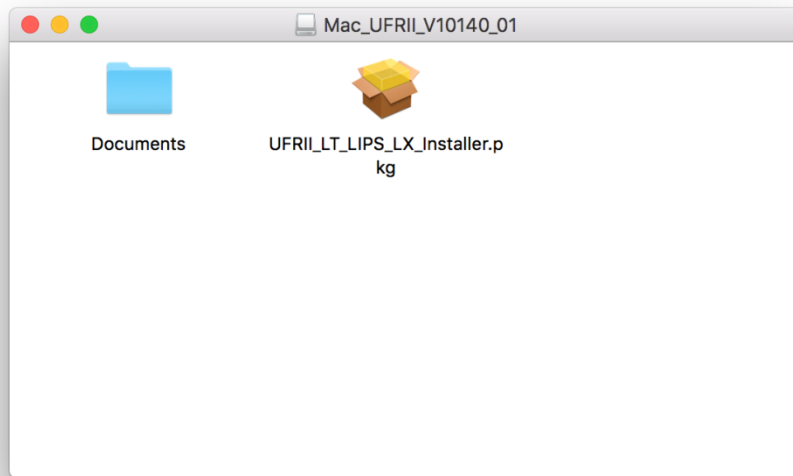 Mac_UFRII_V10140_01
Documents
UFRII_LT_LIPS_LX_Installer.p
kg